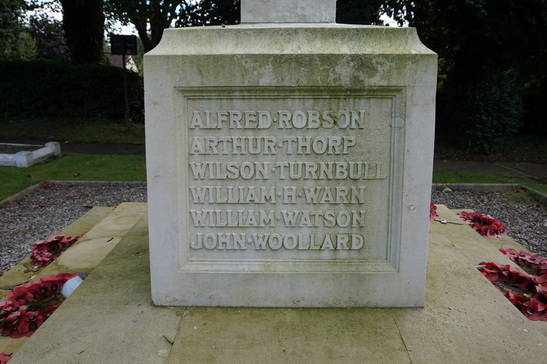 ALFRED·ROBSON
ARTHUR·THORP
WILSON·TURNBULL
WILLIAM·H·WARN
WILLIAM·WATSON
JOHN·WOOLLARD